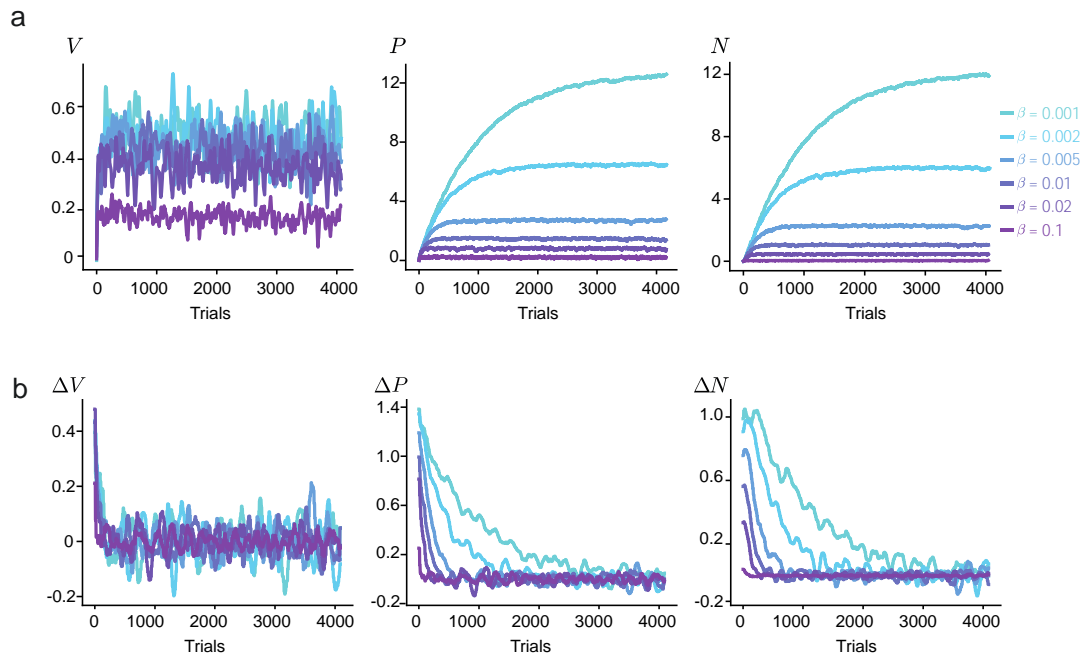 a
V
0.6
0.4
0.2
0
0 1000 2000 3000 4000
Trials
P
12
8
4
0
0 1000 2000 3000 4000
Trials
N
12
8
4
0
0 1000 2000 3000 4000
Trials
β = 0.001
β = 0.002
β = 0.005
β = 0.01
β = 0.02
β = 0.1
b
ΔV
0.4
0.2
0
-0.2
0 1000 2000 3000 4000
Trials
ΔP
1.4
1.0
0.6
0.2
-0.2
0 1000 2000 3000 4000
Trials
ΔN
1.0
0.6
0.2
-0.2
0 1000 2000 3000 4000
Trials